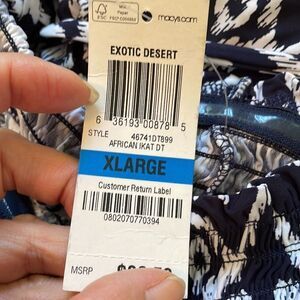 FSC
macys.com
EXOTIC DESERT
6 36193 00878 5
STYLE 46741DT899
AFRICAN IKAT DT
XLARGE
Customer Return Label
0802070770394
MSRP